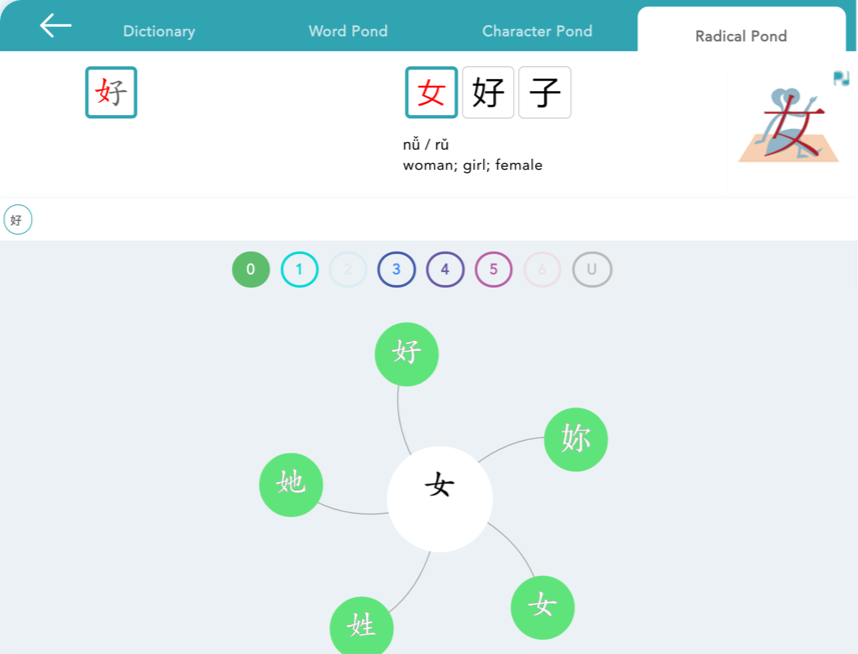 Dictionary
Word Pond
Character Pond
Radical Pond
好
女 好 子
nǚ / rǔ
woman; girl; female
好
0 1 2 3 4 5 6 U
好
妳
她
女
女
姓